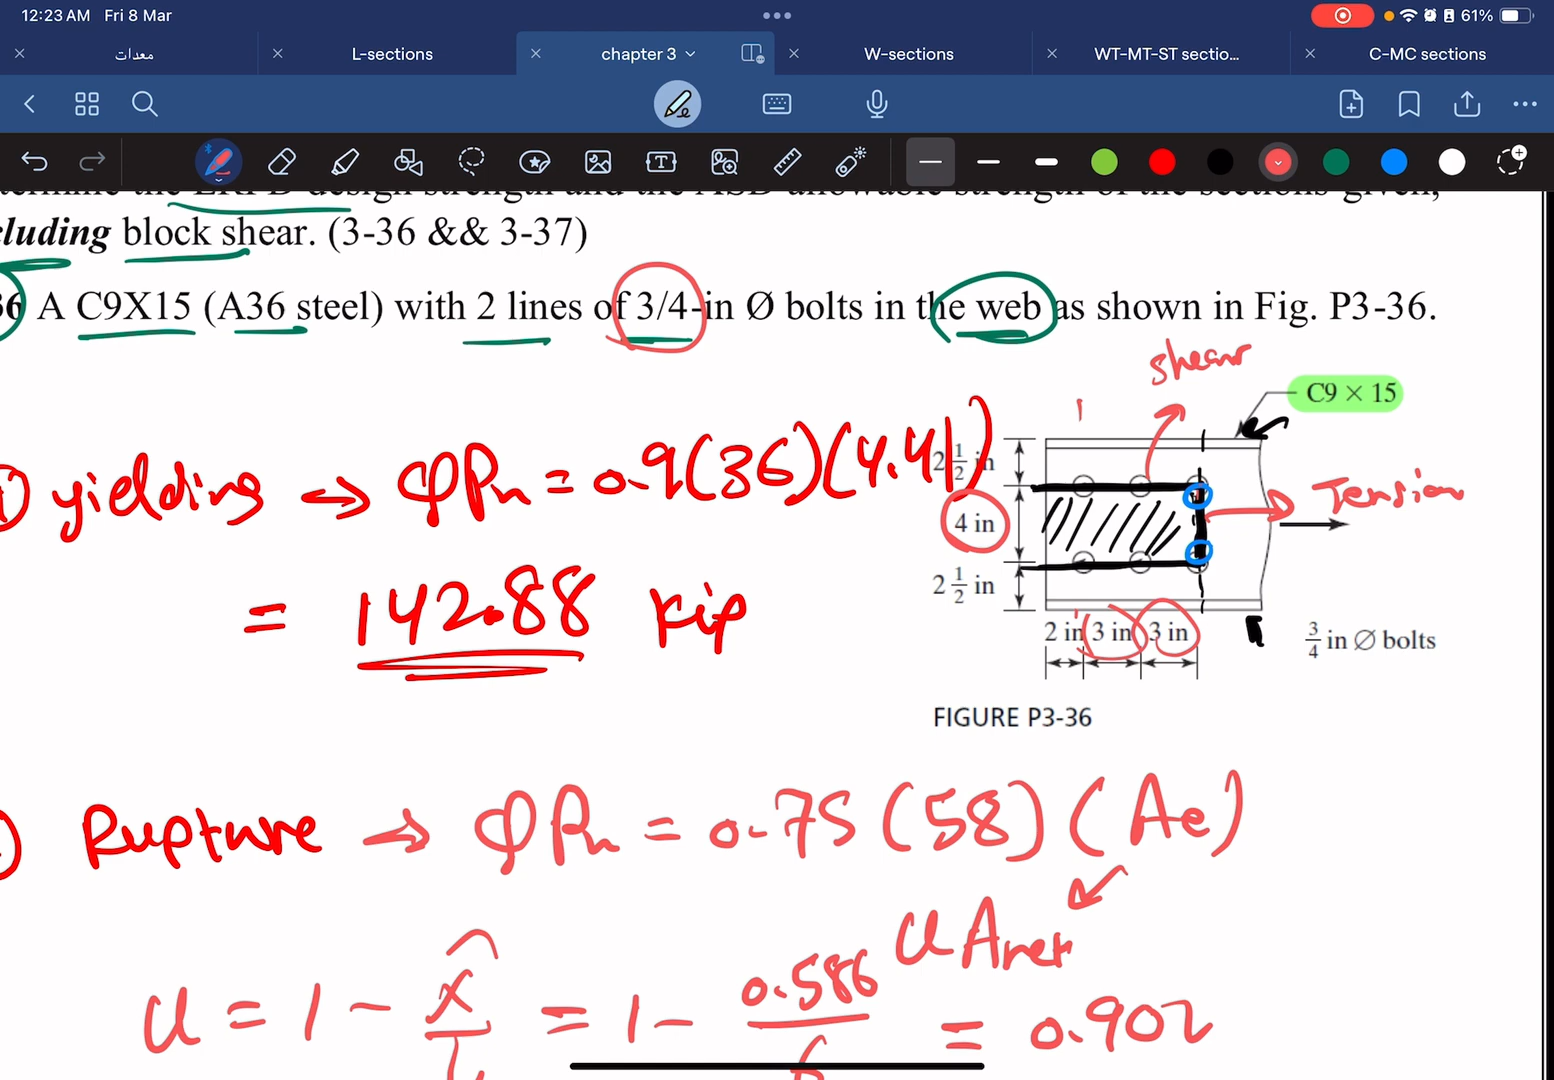 12:23 AM Fri 8 Mar
61%
معدات
L-sections
chapter 3
W-sections
WT-MT-ST sectio...
C-MC sections
cluding block shear. (3-36 && 3-37)
36 A C9X15 (A36 steel) with 2 lines of 3/4-in Ø bolts in the web as shown in Fig. P3-36.
shear
C9 × 15
1) yielding ⇒ φPn = 0.9(36)(4.41)
2 1/2 in
Tension
4 in
= 142.88 kip
2 1/2 in
2 in 3 in 3 in
3/4 in Ø bolts
FIGURE P3-36
) Rupture ⇒ φPn = 0.75 (58) (Ae)
U Anet
U = 1 - x/L = 1 - 0.586/6 = 0.902